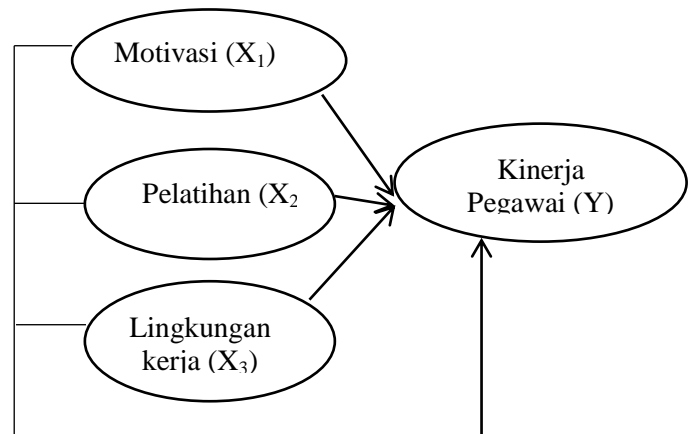 Motivasi (X₁)
Pelatihan (X₂
Lingkungan
kerja (X₃)
Kinerja
Pegawai (Y)